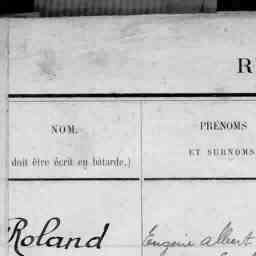 R
NOM.
PRÉNOMS
ET SURNOMS
doit être écrit en bâtarde.)
Roland
Eugène Albert